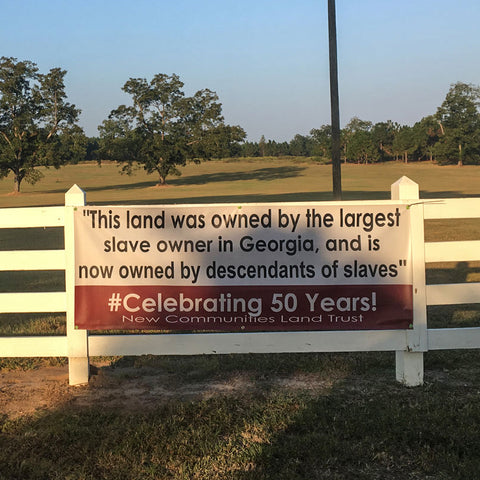 "This land was owned by the largest
slave owner in Georgia, and is
now owned by descendants of slaves"
#Celebrating 50 Years!
New Communities Land Trust